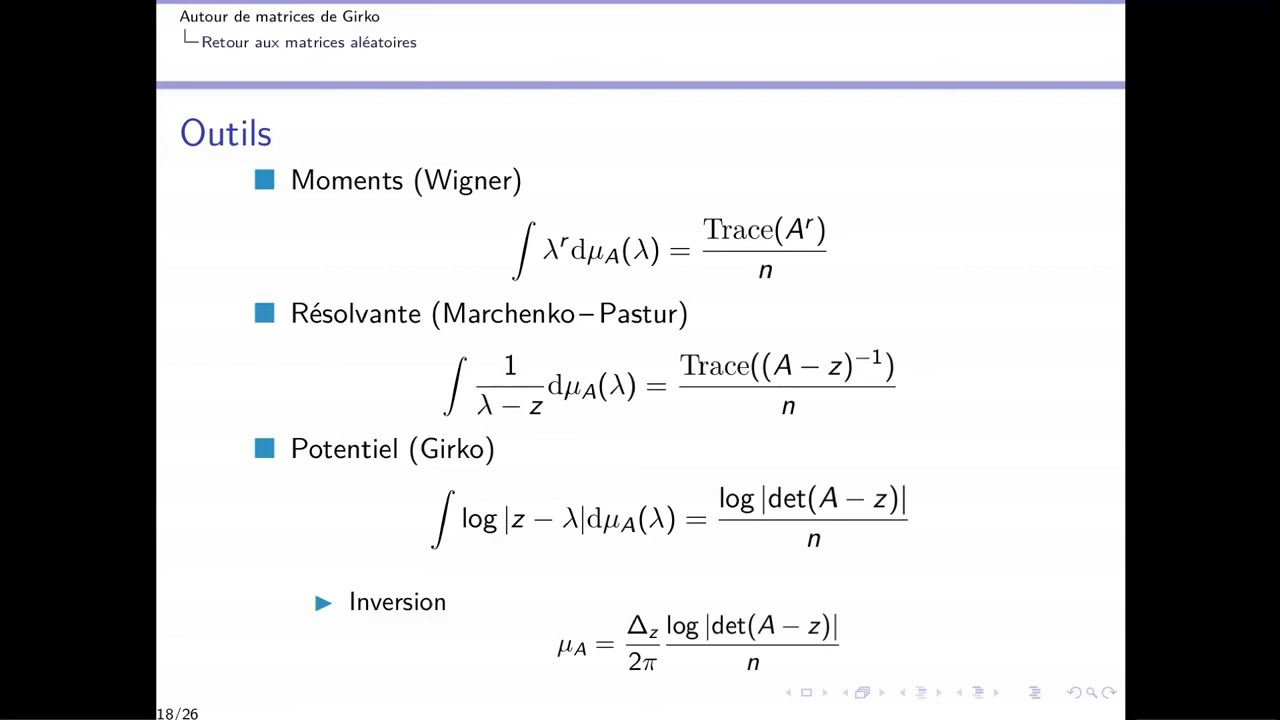 Autour de matrices de Girko
Retour aux matrices aléatoires
Outils
Moments (Wigner)
∫ λ^r dμ_A(λ) = Trace(A^r) / n
Résolvante (Marchenko–Pastur)
∫ 1 / (λ − z) dμ_A(λ) = Trace((A − z)^{−1}) / n
Potentiel (Girko)
∫ log |z − λ| dμ_A(λ) = log |det(A − z)| / n
Inversion
μ_A = Δ_z / 2π log |det(A − z)| / n
18/26